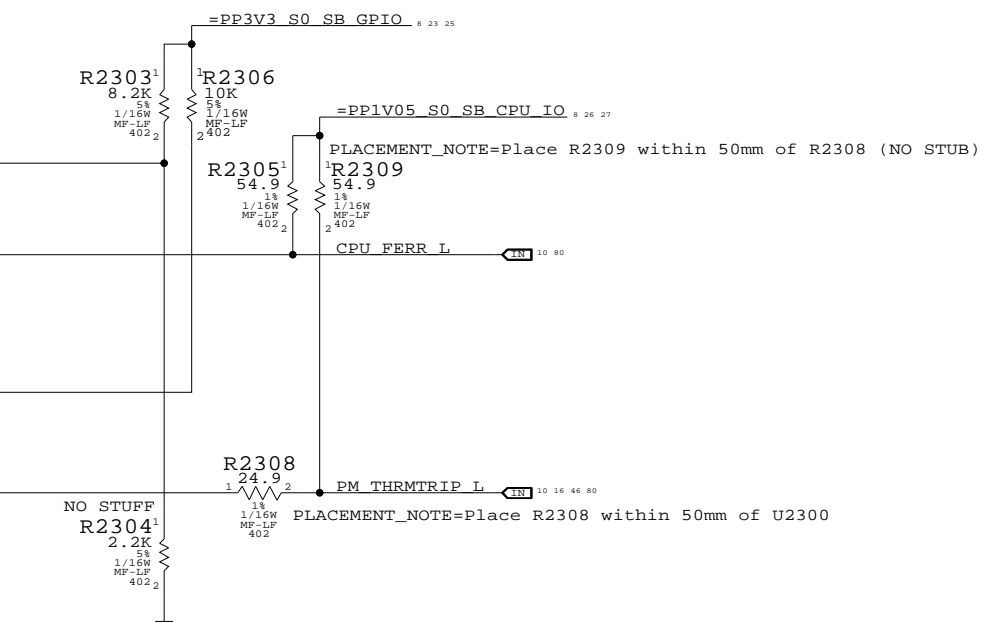 =PP3V3_S0_SB_GPIO 8 23 25
R2303 1
8.2K
5%
1/16W
MF-LF
402 2
1 R2306
10K
5%
1/16W
MF-LF
2 402
=PP1V05_S0_SB_CPU_IO 8 26 27
PLACEMENT_NOTE=Place R2309 within 50mm of R2308 (NO STUB)
R2305 1
54.9
1%
1/16W
MF-LF
402 2
1 R2309
54.9
1%
1/16W
MF-LF
2 402
CPU_FERR_L IN 10 80
R2308
24.9
1 2
1%
1/16W
MF-LF
402
PM_THRMTRIP_L IN 10 16 46 80
PLACEMENT_NOTE=Place R2308 within 50mm of U2300
NO STUFF
R2304 1
2.2K
5%
1/16W
MF-LF
402 2